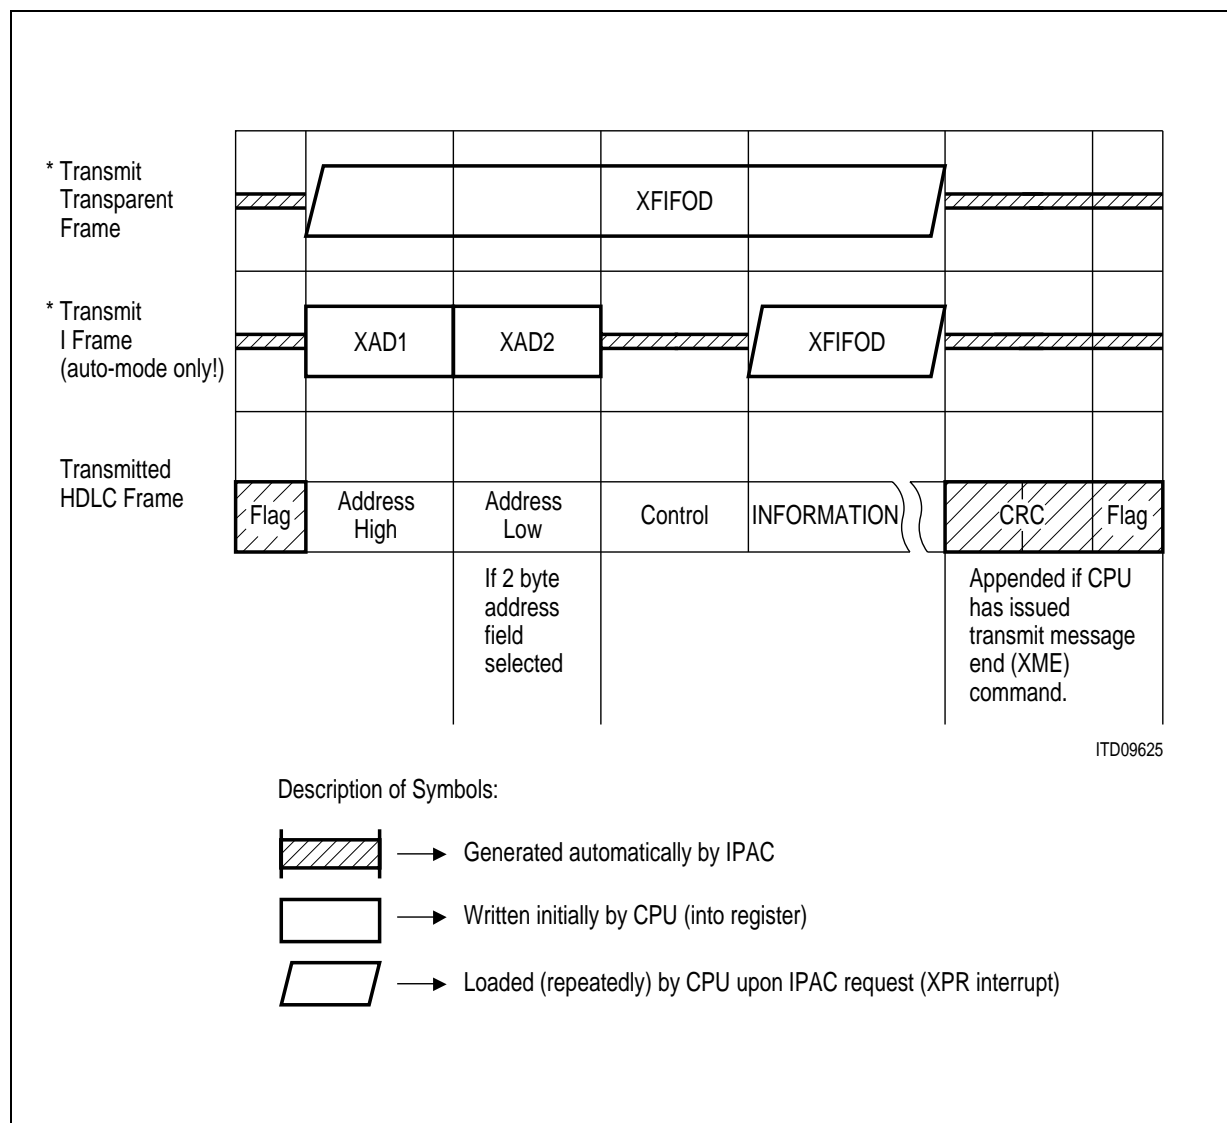 * Transmit
Transparent
Frame
XFIFOD
* Transmit
I Frame
(auto-mode only!)
XAD1
XAD2
XFIFOD
Transmitted
HDLC Frame
Flag
Address
High
Address
Low
Control
INFORMATION
CRC
Flag
If 2 byte
address
field
selected
Appended if CPU
has issued
transmit message
end (XME)
command.
ITD09625
Description of Symbols:
Generated automatically by IPAC
Written initially by CPU (into register)
Loaded (repeatedly) by CPU upon IPAC request (XPR interrupt)